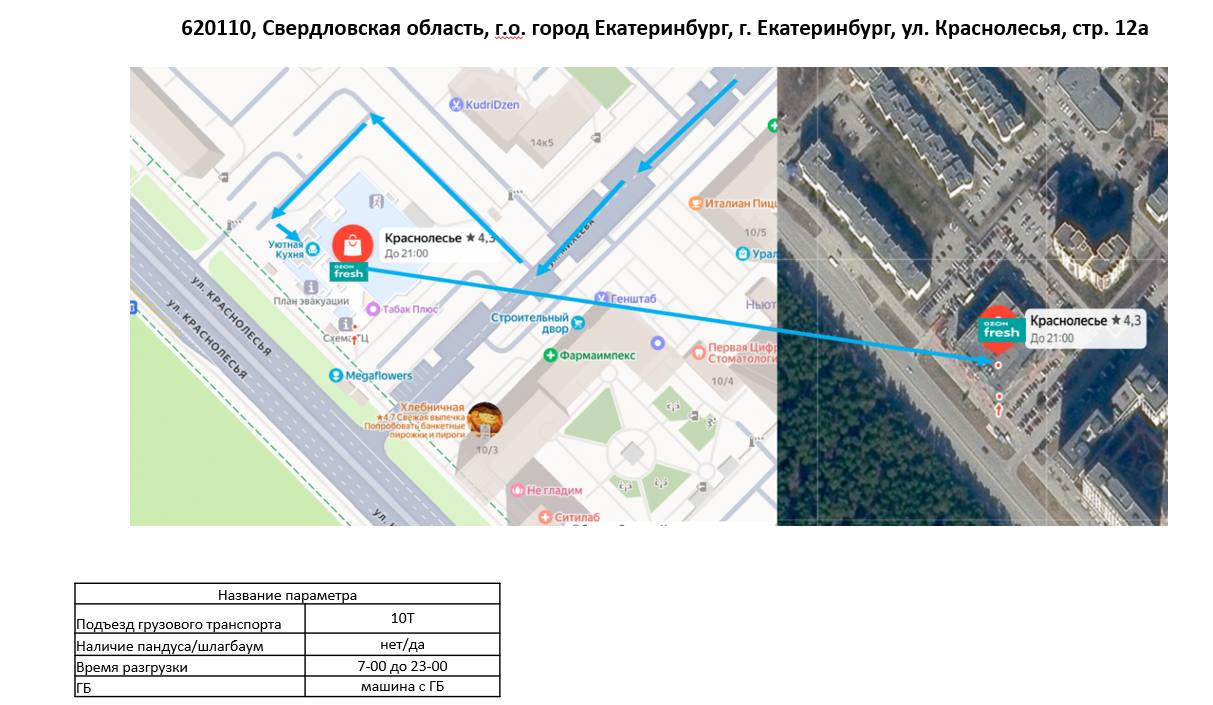 620110, Свердловская область, г.о. город Екатеринбург, г. Екатеринбург, ул. Краснолесья, стр. 12а
KudriDzen
14к5
Италиан Пицц
10/5
Урал
Уютная
Кухня
Краснолесье ★ 4,3
До 21:00
ozon
fresh
План эвакуации
Табак Плюс
Схема ТЦ
ул. КРАСНОЛЕСЬЯ
ул. КРАСНОЛЕСЬЯ
Генштаб
Ньют
Строительный
двор
Фармаимпекс
Первая Цифр
Стоматологи
10/4
Megaflowers
Хлебничная
★4,7 Свежая выпечка
Попробовать банкетные
пирожки и пироги
10/3
Не гладим
Ситилаб
ул. К
ozon
fresh
Краснолесье ★ 4,3
До 21:00
Название параметра
Подъезд грузового транспорта 10Т
Наличие пандуса/шлагбаум нет/да
Время разгрузки 7-00 до 23-00
ГБ машина с ГБ